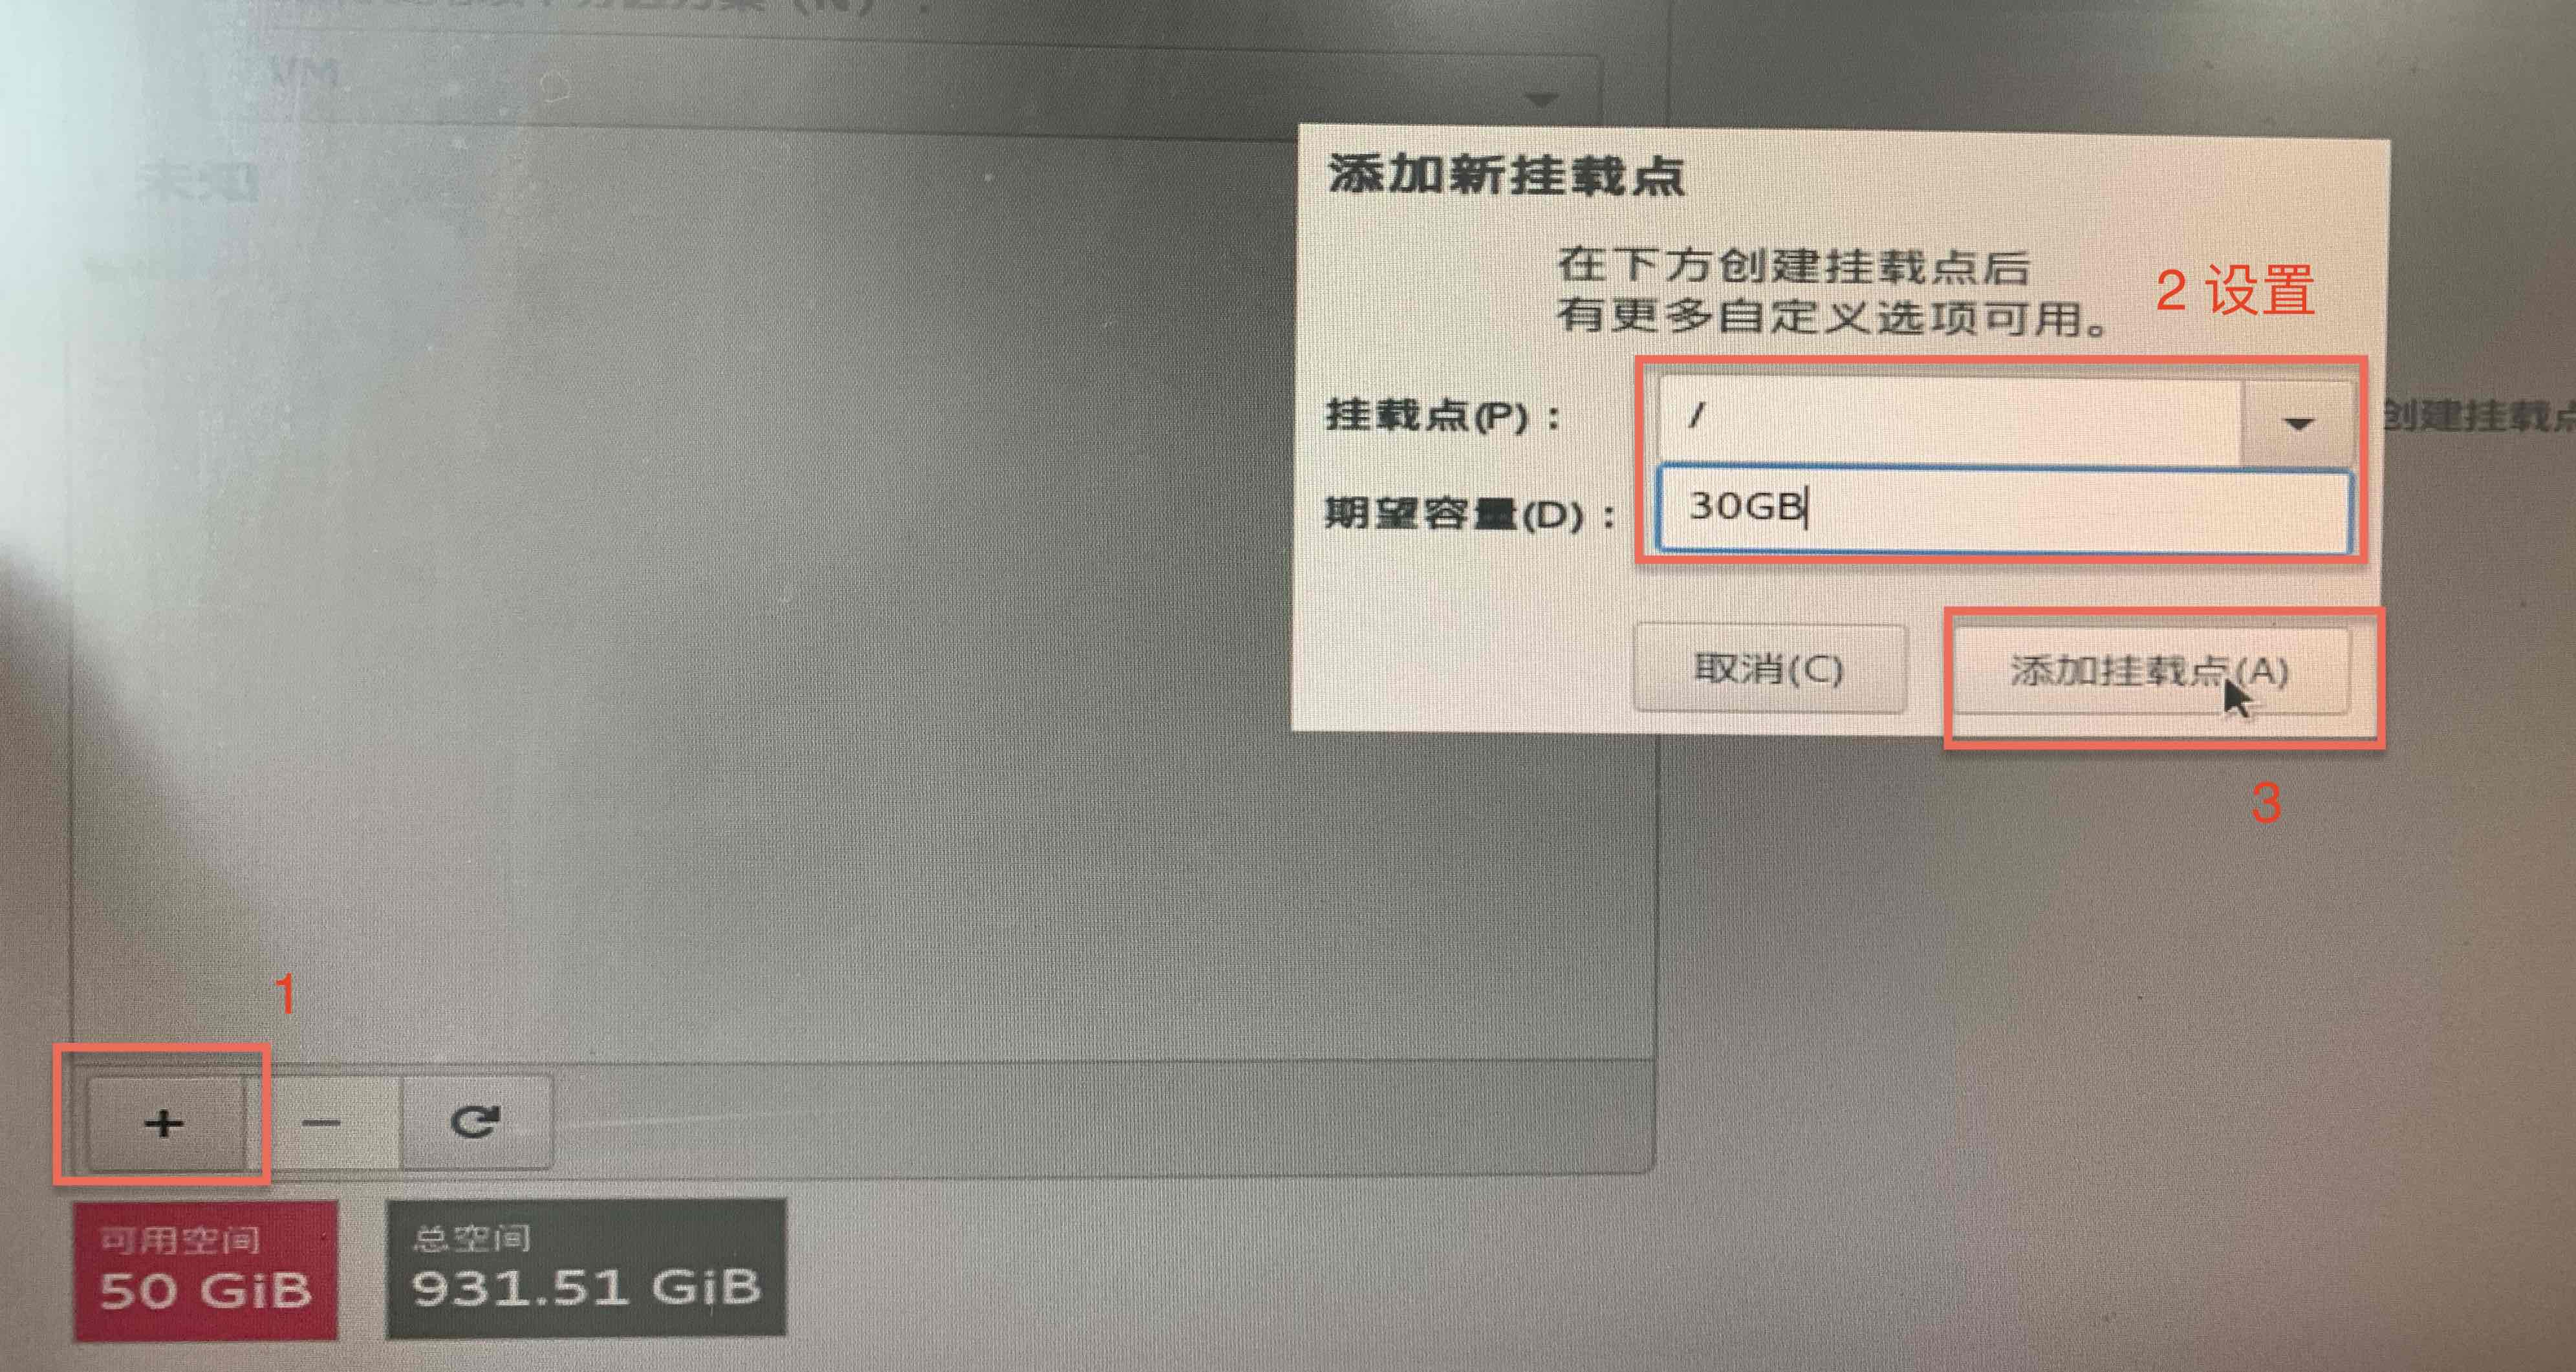 (N)：
LVM
未知
添加新挂载点
在下方创建挂载点后
有更多自定义选项可用。
2 设置
挂载点(P)：
/
创建挂载点
期望容量(D)：
30GB
取消(C)
添加挂载点(A)
3
1
+
−
可用空间
50 GiB
总空间
931.51 GiB